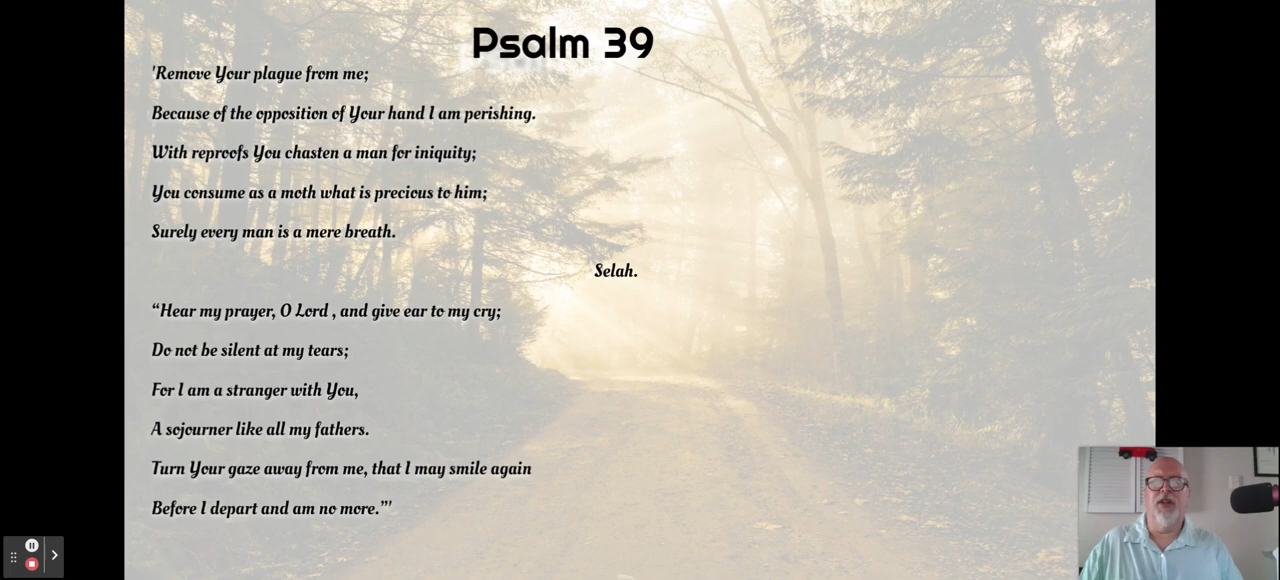 Psalm 39
'Remove Your plague from me;
Because of the opposition of Your hand I am perishing.
With reproofs You chasten a man for iniquity;
You consume as a moth what is precious to him;
Surely every man is a mere breath.
Selah.
“Hear my prayer, O Lord , and give ear to my cry;
Do not be silent at my tears;
For I am a stranger with You,
A sojourner like all my fathers.
Turn Your gaze away from me, that I may smile again
Before I depart and am no more.”'